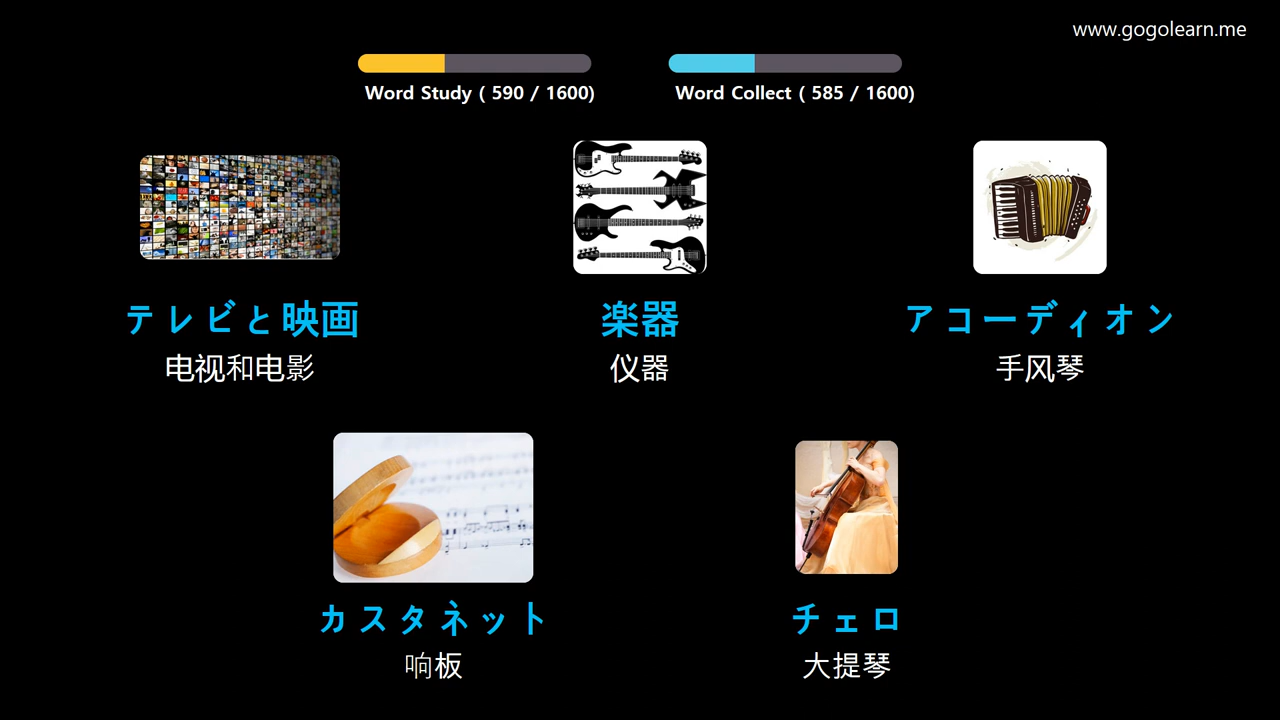 www.gogolearn.me
Word Study ( 590 / 1600)
Word Collect ( 585 / 1600)
テレビと映画
电视和电影
楽器
仪器
アコーディオン
手风琴
カスタネット
响板
チェロ
大提琴